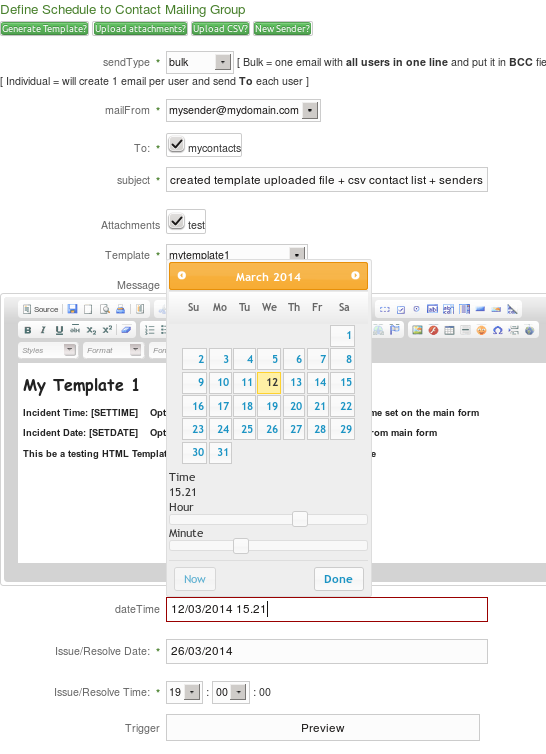 Define Schedule to Contact Mailing Group
Generate Template? Upload attachments? Upload CSV? New Sender?
sendType * bulk [ Bulk = one email with all users in one line and put it in BCC fie
[ Individual = will create 1 email per user and send To each user ]
mailFrom * mysender@mydomain.com
To: * mycontacts
subject * created template uploaded file + csv contact list + senders
Attachments test
Template * mytemplate1
Message
March 2014
Source
Su Mo Tu We Th Fr Sa
1
B I U abc x₂ x²
2 3 4 5 6 7 8
Styles Format Fon
My Template 1
9 10 11 12 13 14 15
Incident Time: [SETTIME] Opt
16 17 18 19 20 21 22
me set on the main form
Incident Date: [SETDATE] Opt
23 24 25 26 27 28 29
from main form
This be a testing HTML Templat
30 31
e
Time
15.21
Hour
Minute
Now Done
dateTime 12/03/2014 15.21
Issue/Resolve Date: * 26/03/2014
Issue/Resolve Time: * 19 : 00 : 00
Trigger Preview